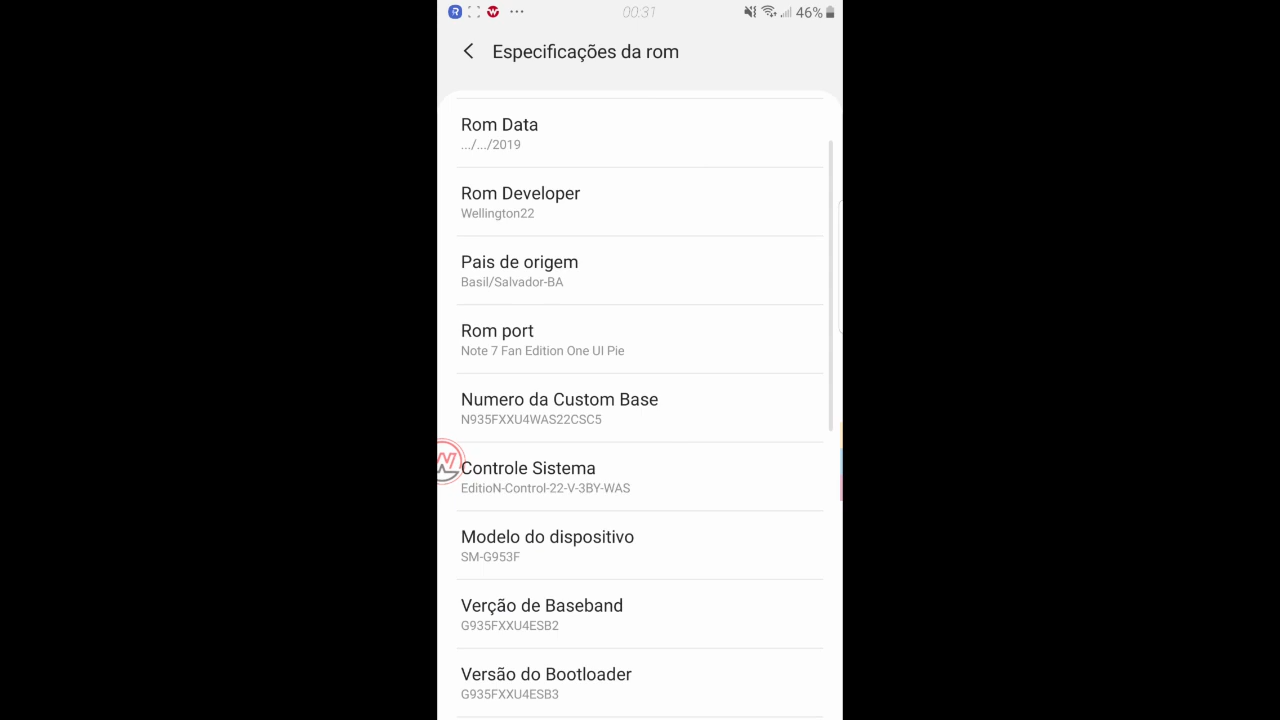 00:31
46%
Especificações da rom
Rom Data
.../.../2019
Rom Developer
Wellington22
Pais de origem
Basil/Salvador-BA
Rom port
Note 7 Fan Edition One UI Pie
Numero da Custom Base
N935FXXU4WAS22CSC5
Controle Sistema
EditioN-Control-22-V-3BY-WAS
Modelo do dispositivo
SM-G953F
Verção de Baseband
G935FXXU4ESB2
Versão do Bootloader
G935FXXU4ESB3